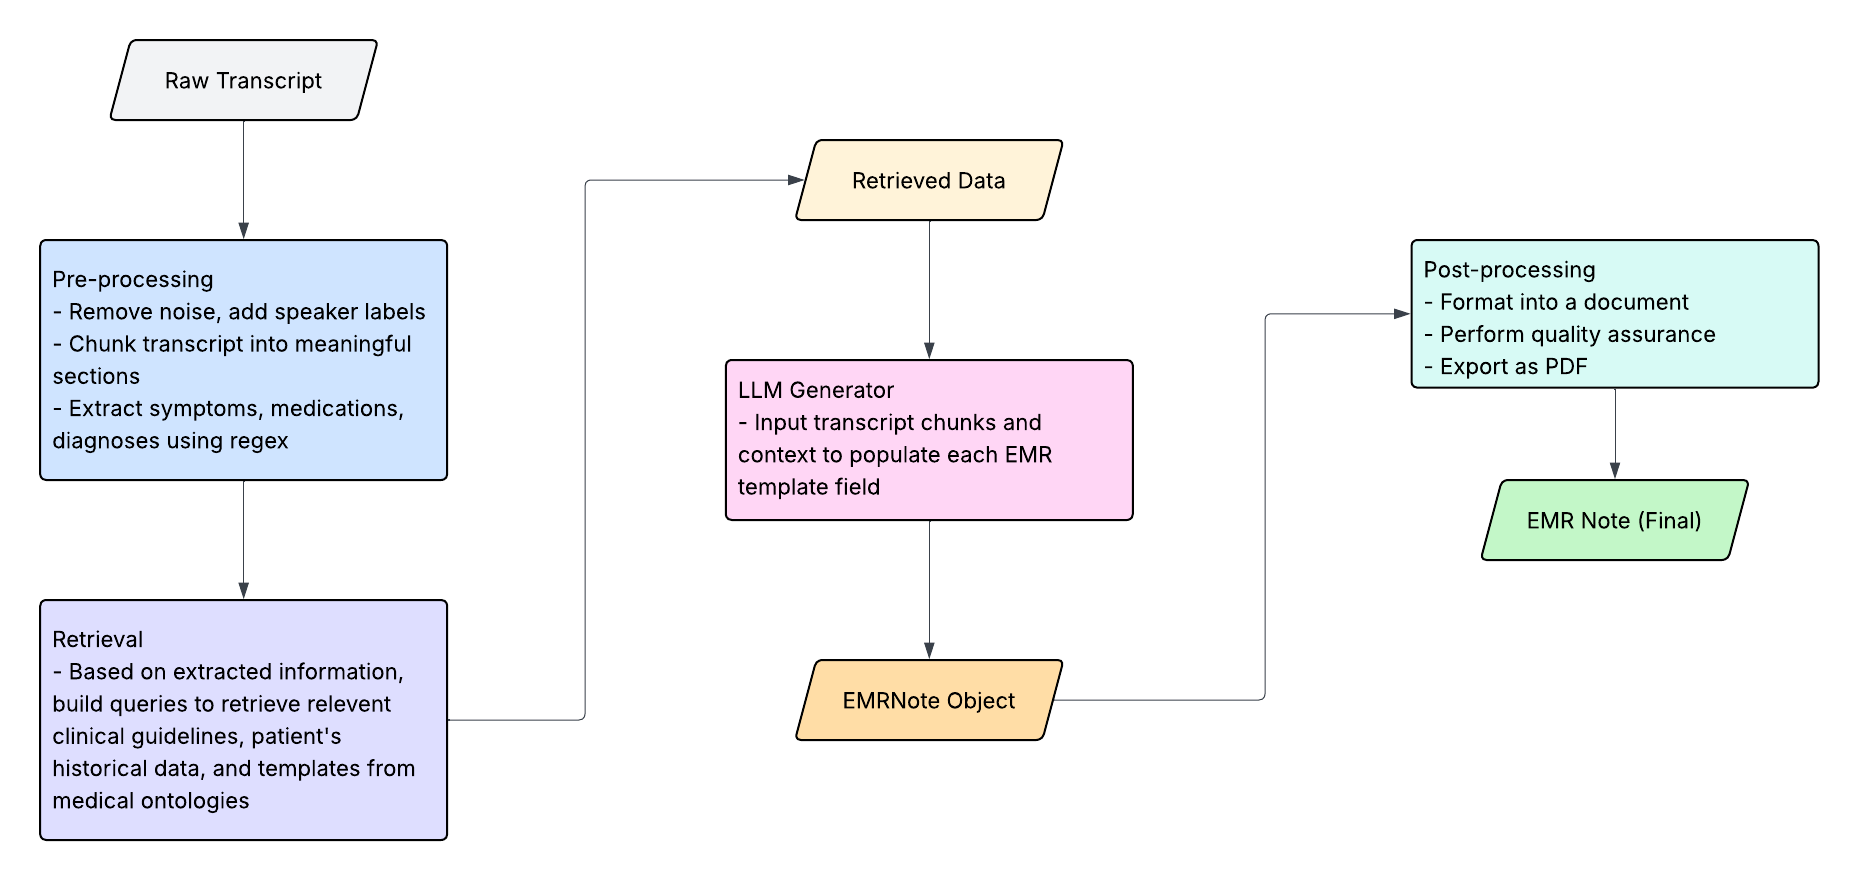 Raw Transcript
Pre-processing
- Remove noise, add speaker labels
- Chunk transcript into meaningful
sections
- Extract symptoms, medications,
diagnoses using regex
Retrieval
- Based on extracted information,
build queries to retrieve relevent
clinical guidelines, patient's
historical data, and templates from
medical ontologies
Retrieved Data
LLM Generator
- Input transcript chunks and
context to populate each EMR
template field
EMRNote Object
Post-processing
- Format into a document
- Perform quality assurance
- Export as PDF
EMR Note (Final)